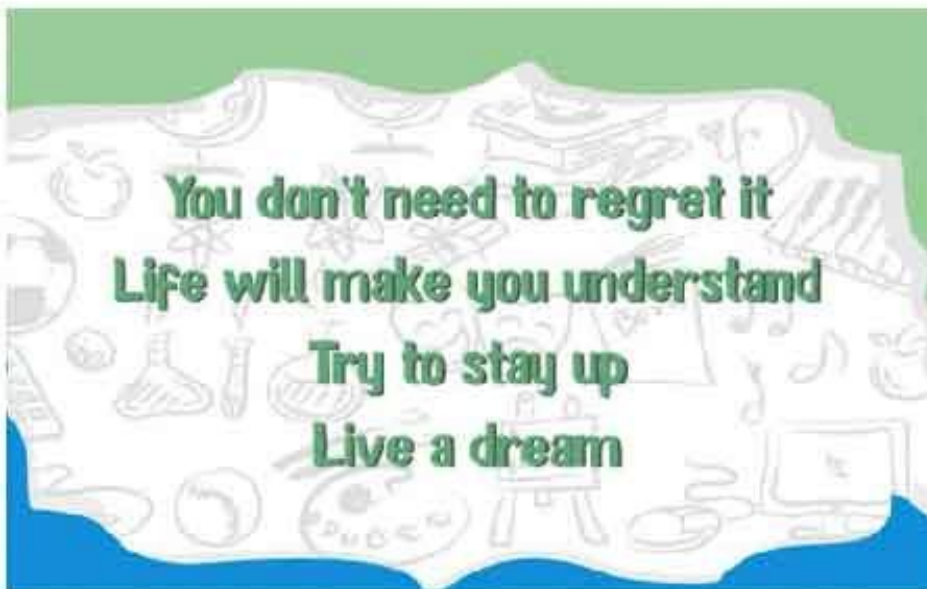 You don't need to regret it
Life will make you understand
Try to stay up
Live a dream